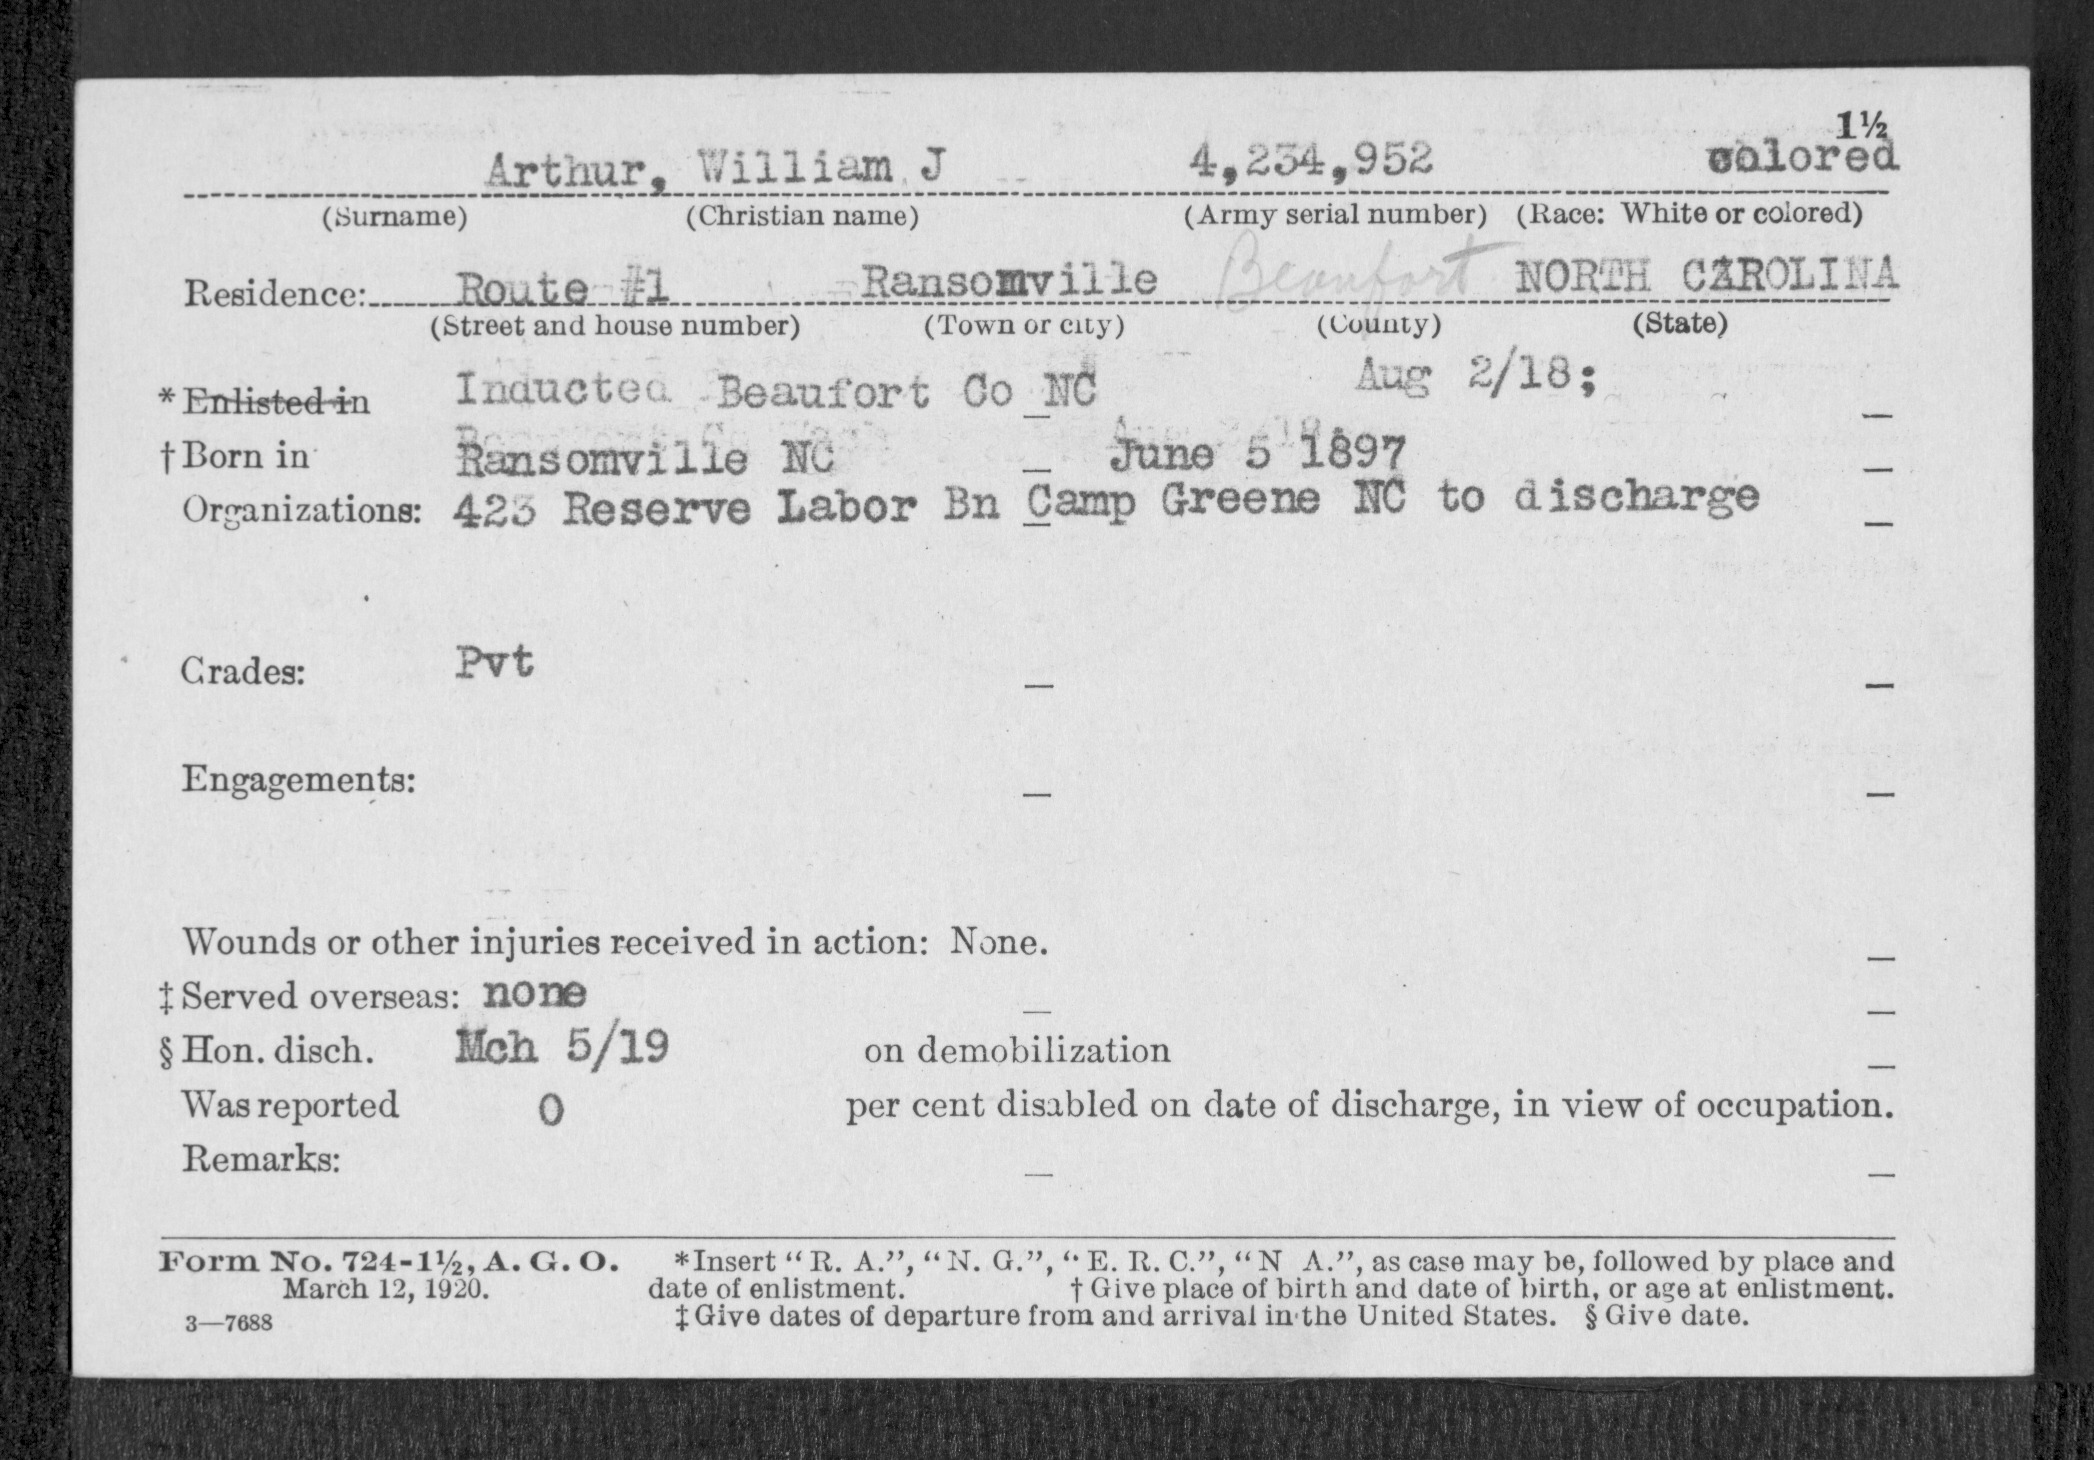 1½
Arthur, William J 4,234,952 colored
(Surname) (Christian name) (Army serial number) (Race: White or colored)
Residence: Route #1 Ransomville Beaufort NORTH CAROLINA
(Street and house number) (Town or city) (County) (State)
* Enlisted in Inducted Beaufort Co NC Aug 2/18;
† Born in Ransomville NC June 5 1897
Organizations: 423 Reserve Labor Bn Camp Greene NC to discharge
Grades: Pvt
Engagements:
Wounds or other injuries received in action: None.
‡ Served overseas: none
§ Hon. disch. Mch 5/19 on demobilization
Was reported 0 per cent disabled on date of discharge, in view of occupation.
Remarks:
Form No. 724-1½, A. G. O. *Insert “R. A.”, “N. G.”, “E. R. C.”, “N A.”, as case may be, followed by place and
March 12, 1920. date of enlistment. † Give place of birth and date of birth, or age at enlistment.
3—7688 ‡ Give dates of departure from and arrival in the United States. § Give date.